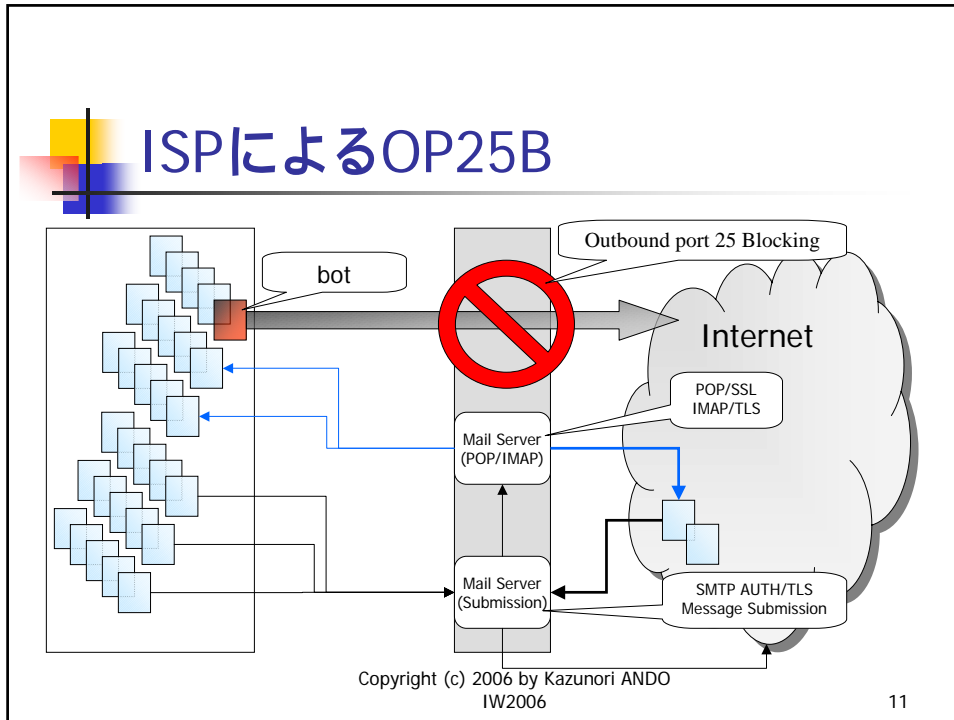 ISPによるOP25B
Outbound port 25 Blocking
bot
Internet
POP/SSL
IMAP/TLS
Mail Server
(POP/IMAP)
Mail Server
(Submission)
SMTP AUTH/TLS
Message Submission
Copyright (c) 2006 by Kazunori ANDO
IW2006
11